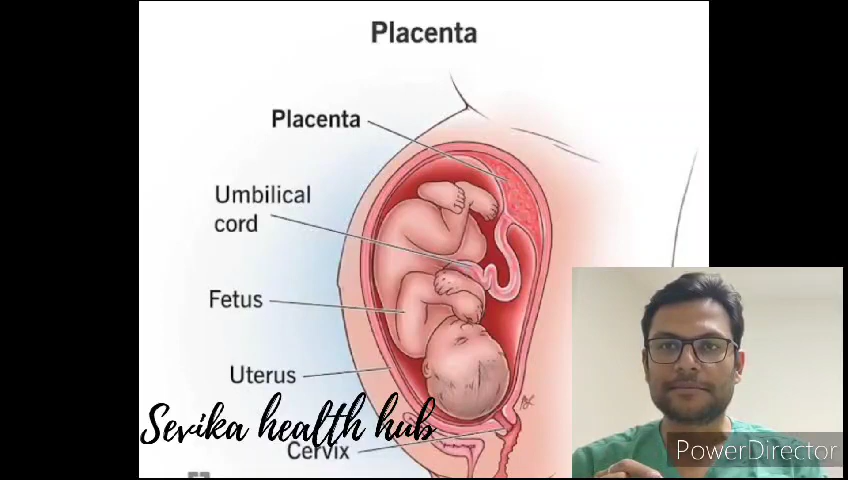 Placenta
Placenta
Umbilical
cord
Fetus
Uterus
Sevika health hub
Cervix
PowerDirector